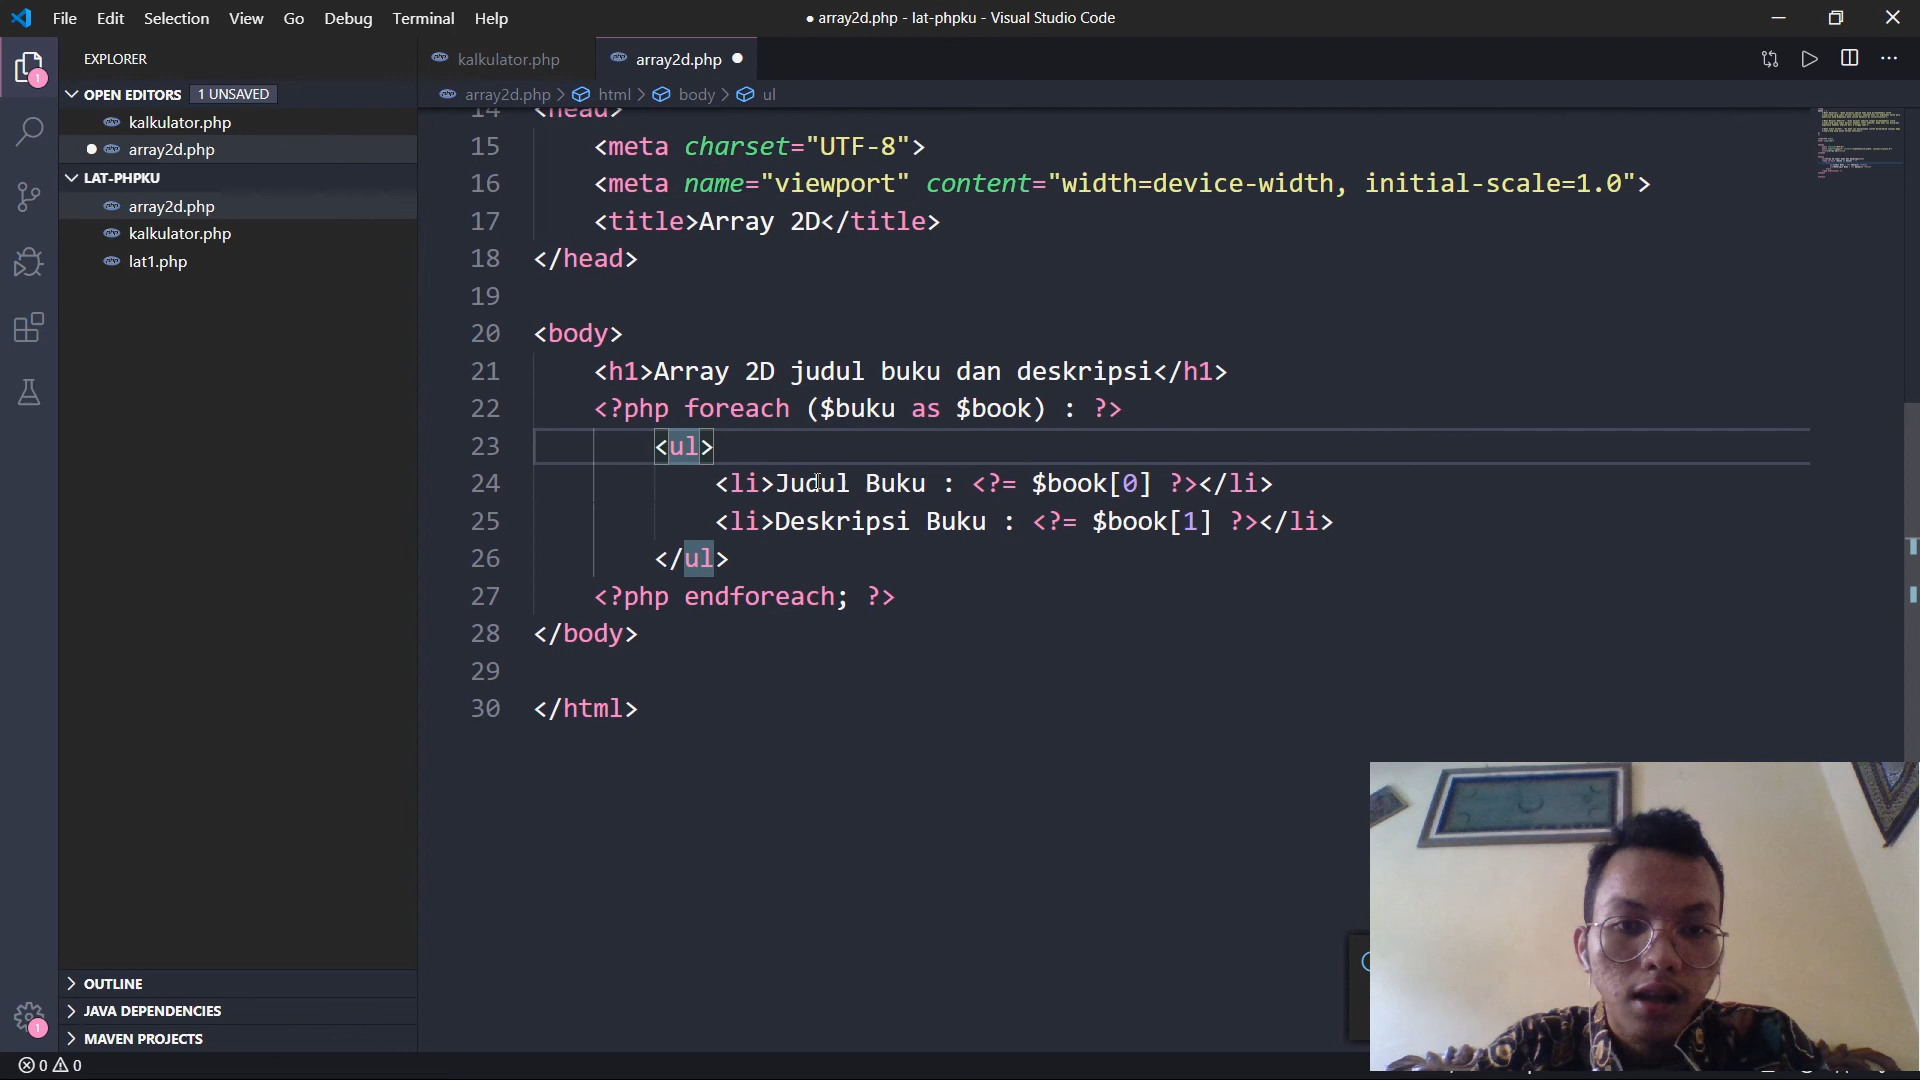 File Edit Selection View Go Debug Terminal Help
● array2d.php - lat-phpku - Visual Studio Code
EXPLORER
kalkulator.php
array2d.php
OPEN EDITORS 1 UNSAVED
array2d.php > html > body > ul
kalkulator.php
array2d.php
LAT-PHPKU
array2d.php
kalkulator.php
lat1.php
14 <head>
15 <meta charset="UTF-8">
16 <meta name="viewport" content="width=device-width, initial-scale=1.0">
17 <title>Array 2D</title>
18 </head>
19
20 <body>
21 <h1>Array 2D judul buku dan deskripsi</h1>
22 <?php foreach ($buku as $book) : ?>
23 <ul>
24 <li>Judul Buku : <?= $book[0] ?></li>
25 <li>Deskripsi Buku : <?= $book[1] ?></li>
26 </ul>
27 <?php endforeach; ?>
28 </body>
29
30 </html>
OUTLINE
JAVA DEPENDENCIES
MAVEN PROJECTS
1
1
0 0